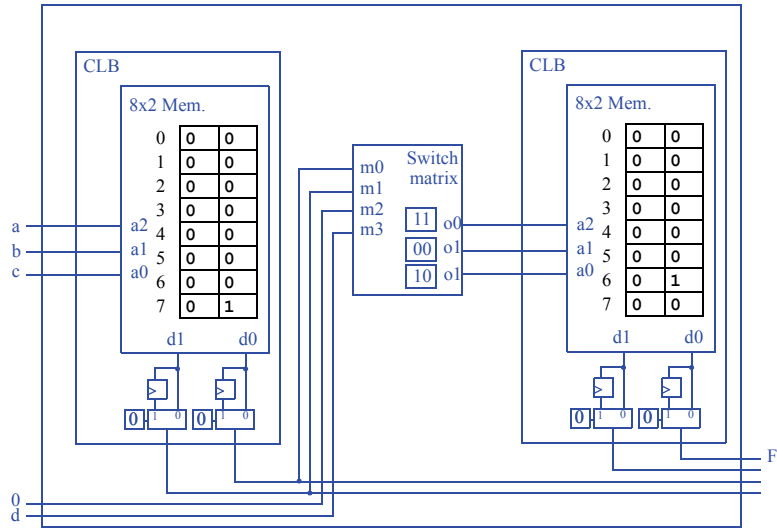 CLB
8x2 Mem.
0 0 0
1 0 0
2 0 0
3 0 0
a a2 4 0 0
b a1 5 0 0
c a0 6 0 0
7 0 1
d1 d0
> >
0 1 0 0 1 0
0
d
Switch
matrix
m0
m1
m2
m3
11 o0
00 o1
10 o1
CLB
8x2 Mem.
0 0 0
1 0 0
2 0 0
3 0 0
a2 4 0 0
a1 5 0 0
a0 6 0 1
7 0 0
d1 d0
> >
0 1 0 0 1 0
F